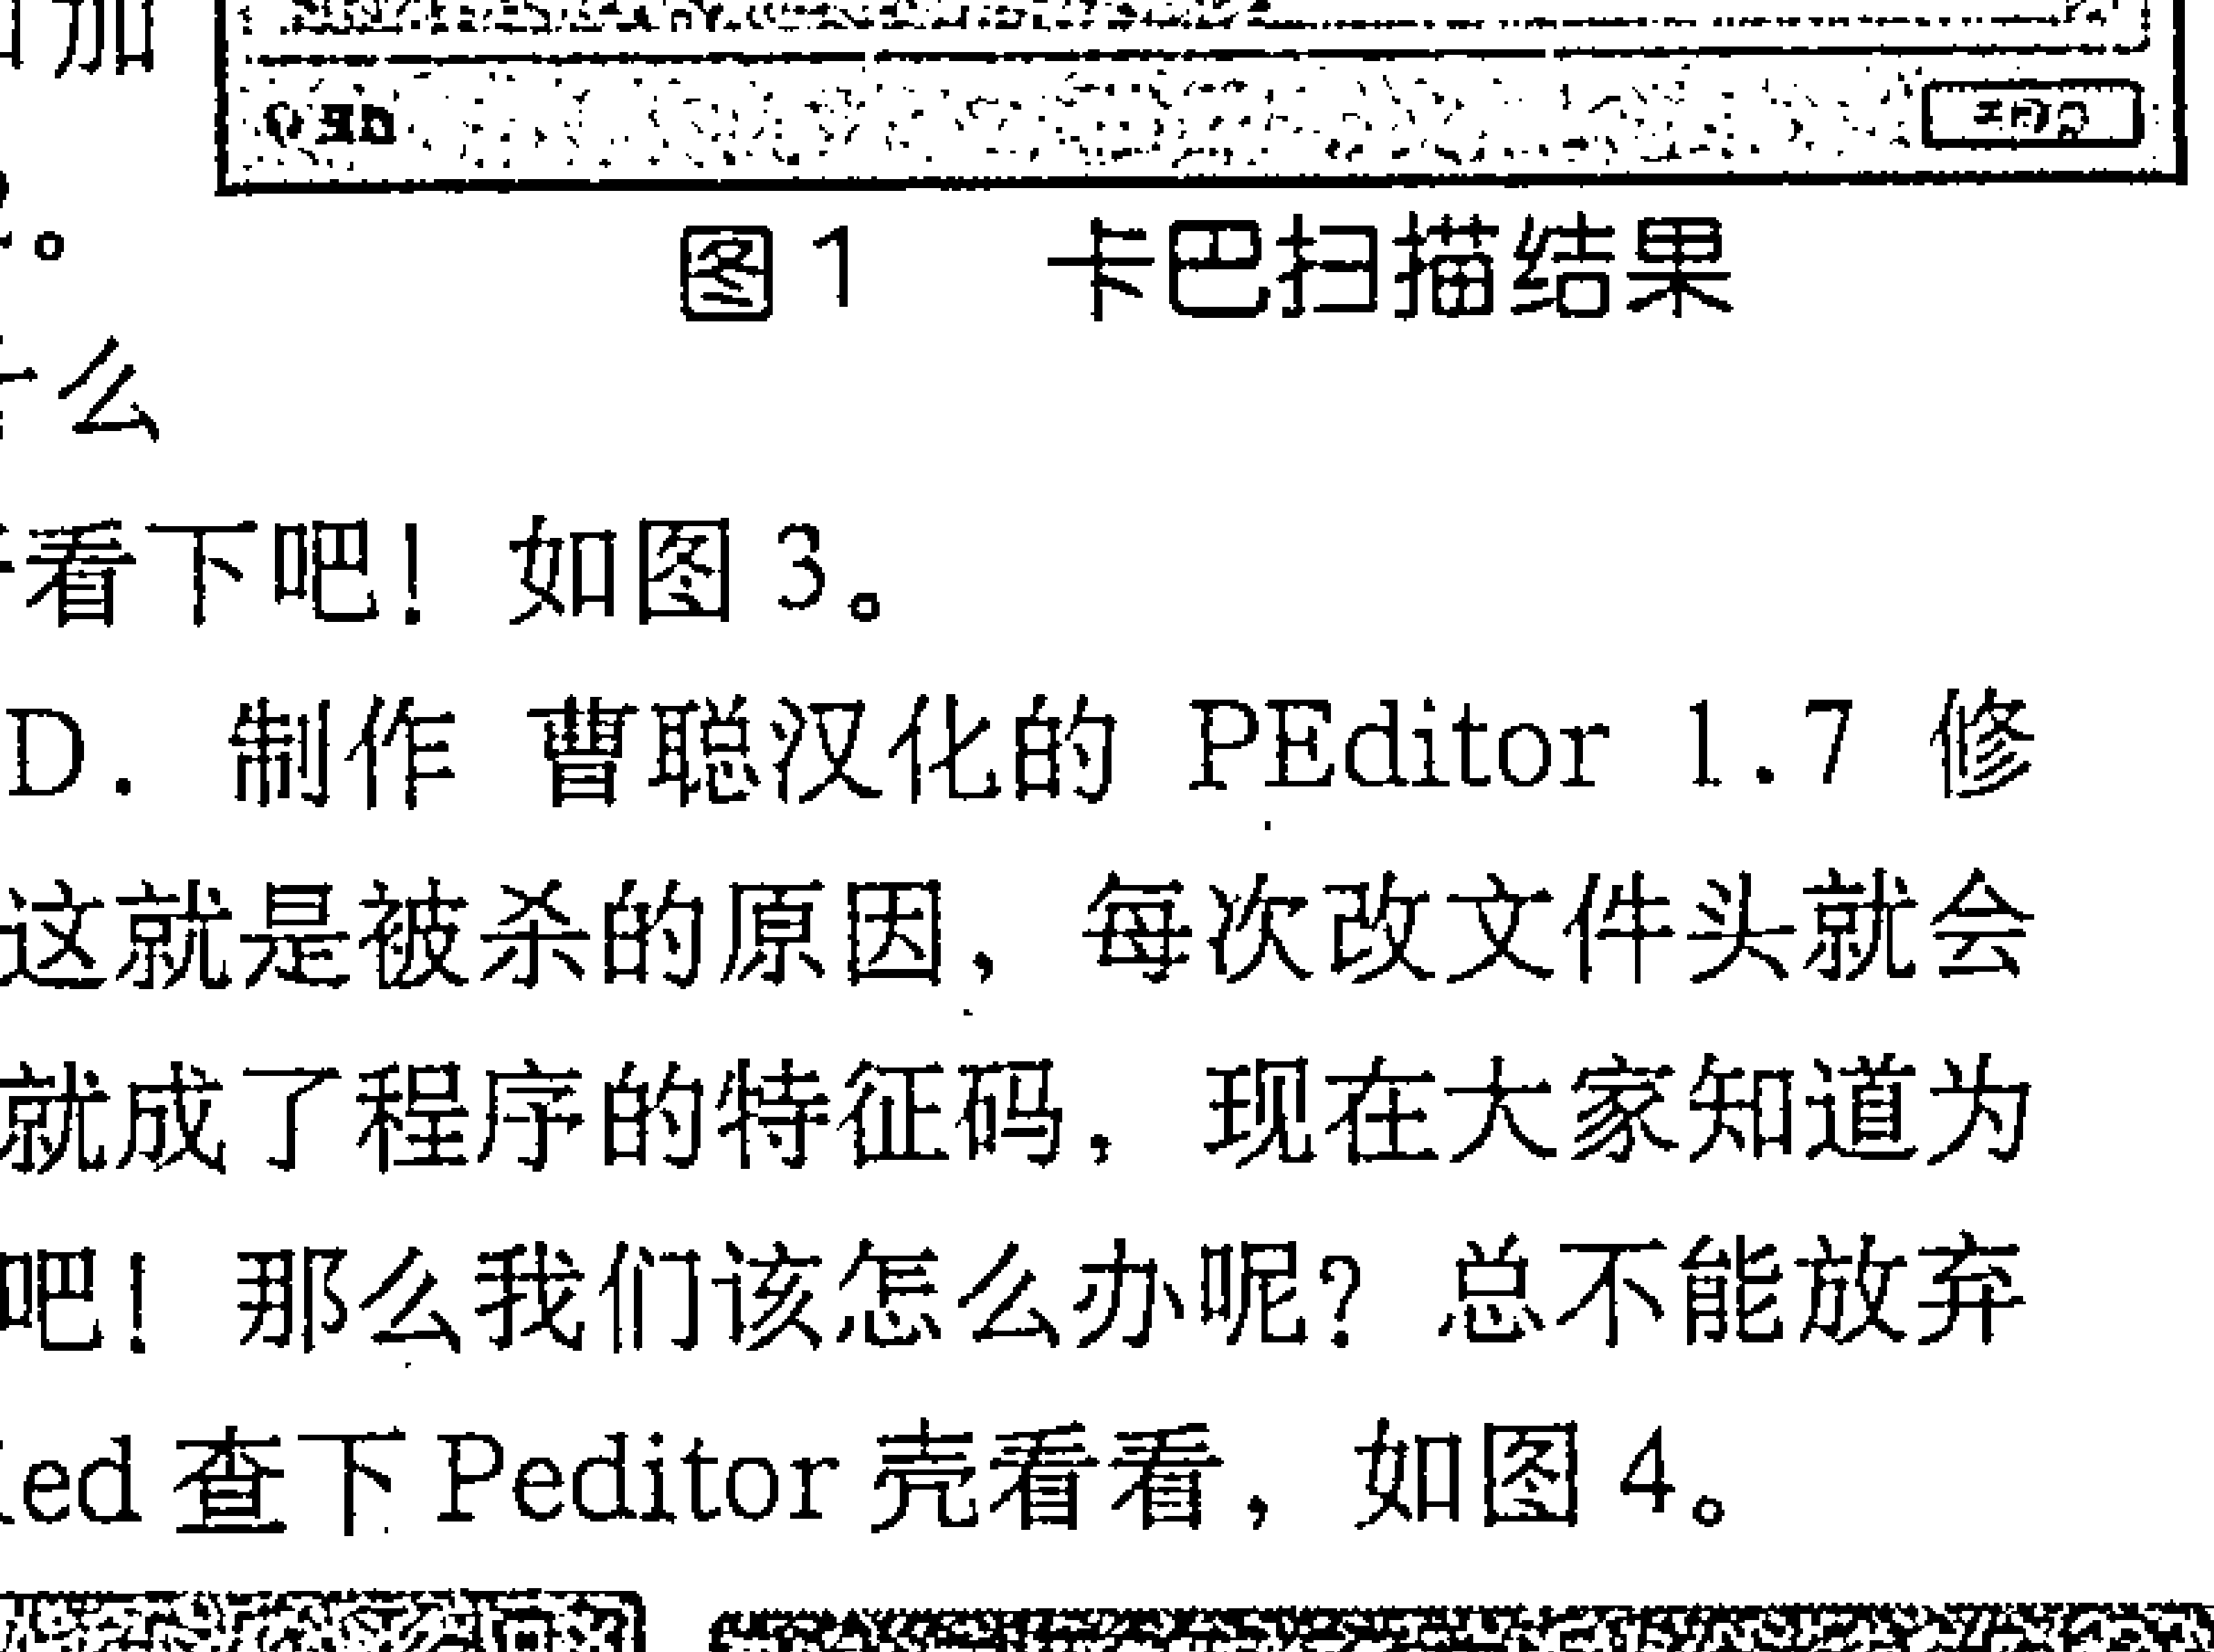 加
。
图1 卡巴扫描结果
什么
看下吧！如图 3。
D. 制作 曹聪汉化的 PEditor 1.7 修
这就是被杀的原因，每次改文件头就会
就成了程序的特征码，现在大家知道为
吧！那么我们该怎么办呢？总不能放弃
ed 查下 Peditor 壳看看，如图 4。